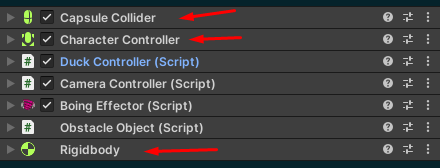 Capsule Collider
Character Controller
Duck Controller (Script)
Camera Controller (Script)
Boing Effector (Script)
Obstacle Object (Script)
Rigidbody